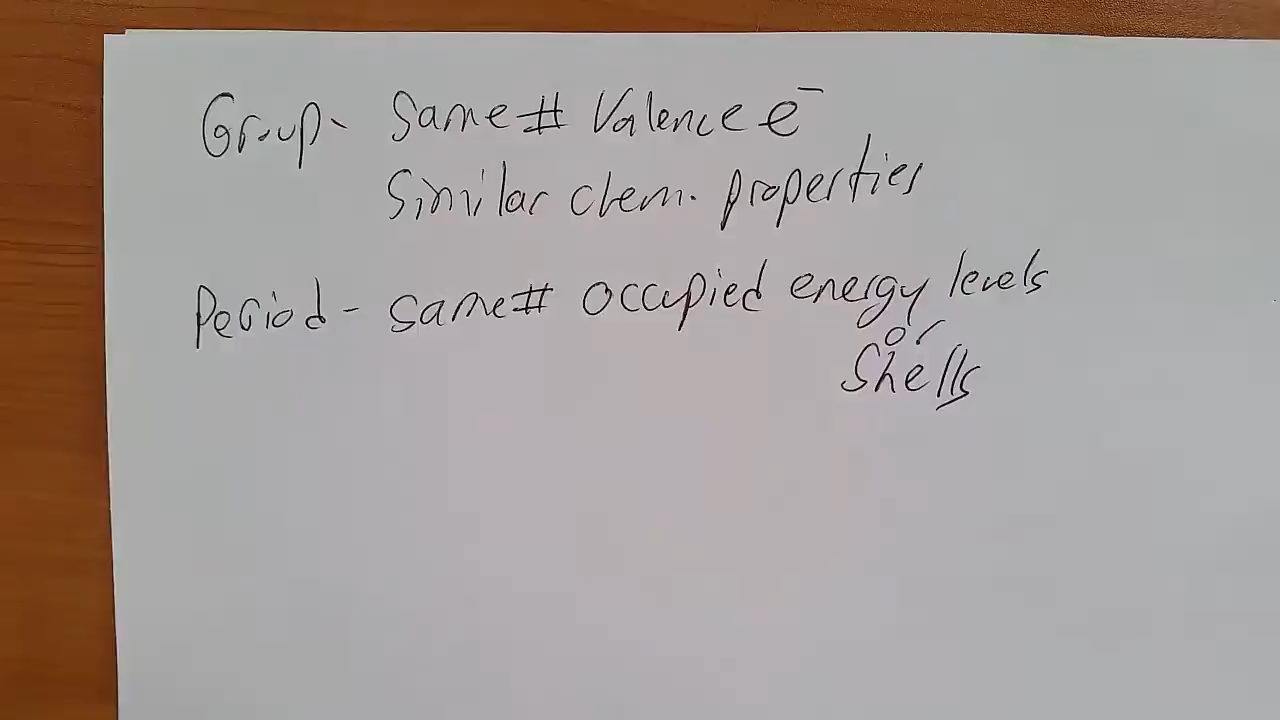 Group- Same # Valence e⁻
Similar chem. properties
Period - same # occupied energy levels
or
Shells